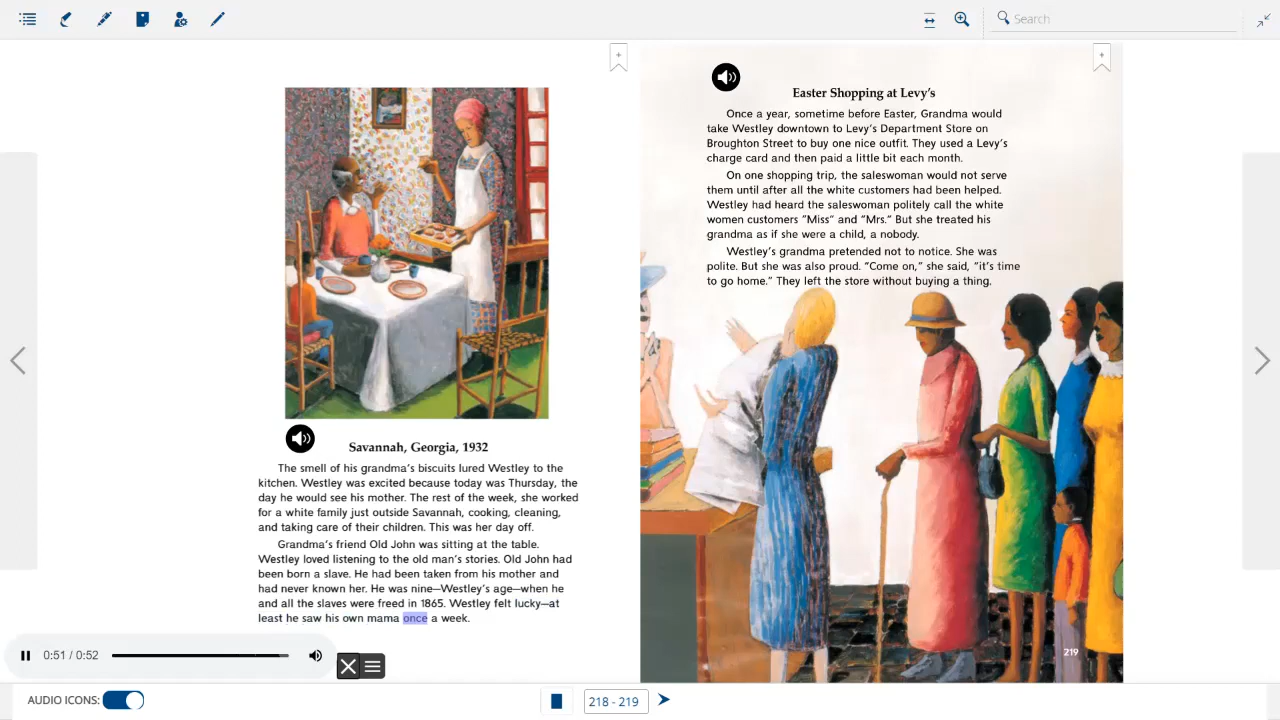 Search
Savannah, Georgia, 1932
The smell of his grandma's biscuits lured Westley to the
kitchen. Westley was excited because today was Thursday, the
day he would see his mother. The rest of the week, she worked
for a white family just outside Savannah, cooking, cleaning,
and taking care of their children. This was her day off.
Grandma's friend Old John was sitting at the table.
Westley loved listening to the old man's stories. Old John had
been born a slave. He had been taken from his mother and
had never known her. He was nine—Westley's age—when he
and all the slaves were freed in 1865. Westley felt lucky—at
least he saw his own mama once a week.
Easter Shopping at Levy's
Once a year, sometime before Easter, Grandma would
take Westley downtown to Levy's Department Store on
Broughton Street to buy one nice outfit. They used a Levy's
charge card and then paid a little bit each month.
On one shopping trip, the saleswoman would not serve
them until after all the white customers had been helped.
Westley had heard the saleswoman politely call the white
women customers "Miss" and "Mrs." But she treated his
grandma as if she were a child, a nobody.
Westley's grandma pretended not to notice. She was
polite. But she was also proud. "Come on," she said, "it's time
to go home." They left the store without buying a thing.
219
0:51 / 0:52
AUDIO ICONS:
218 - 219